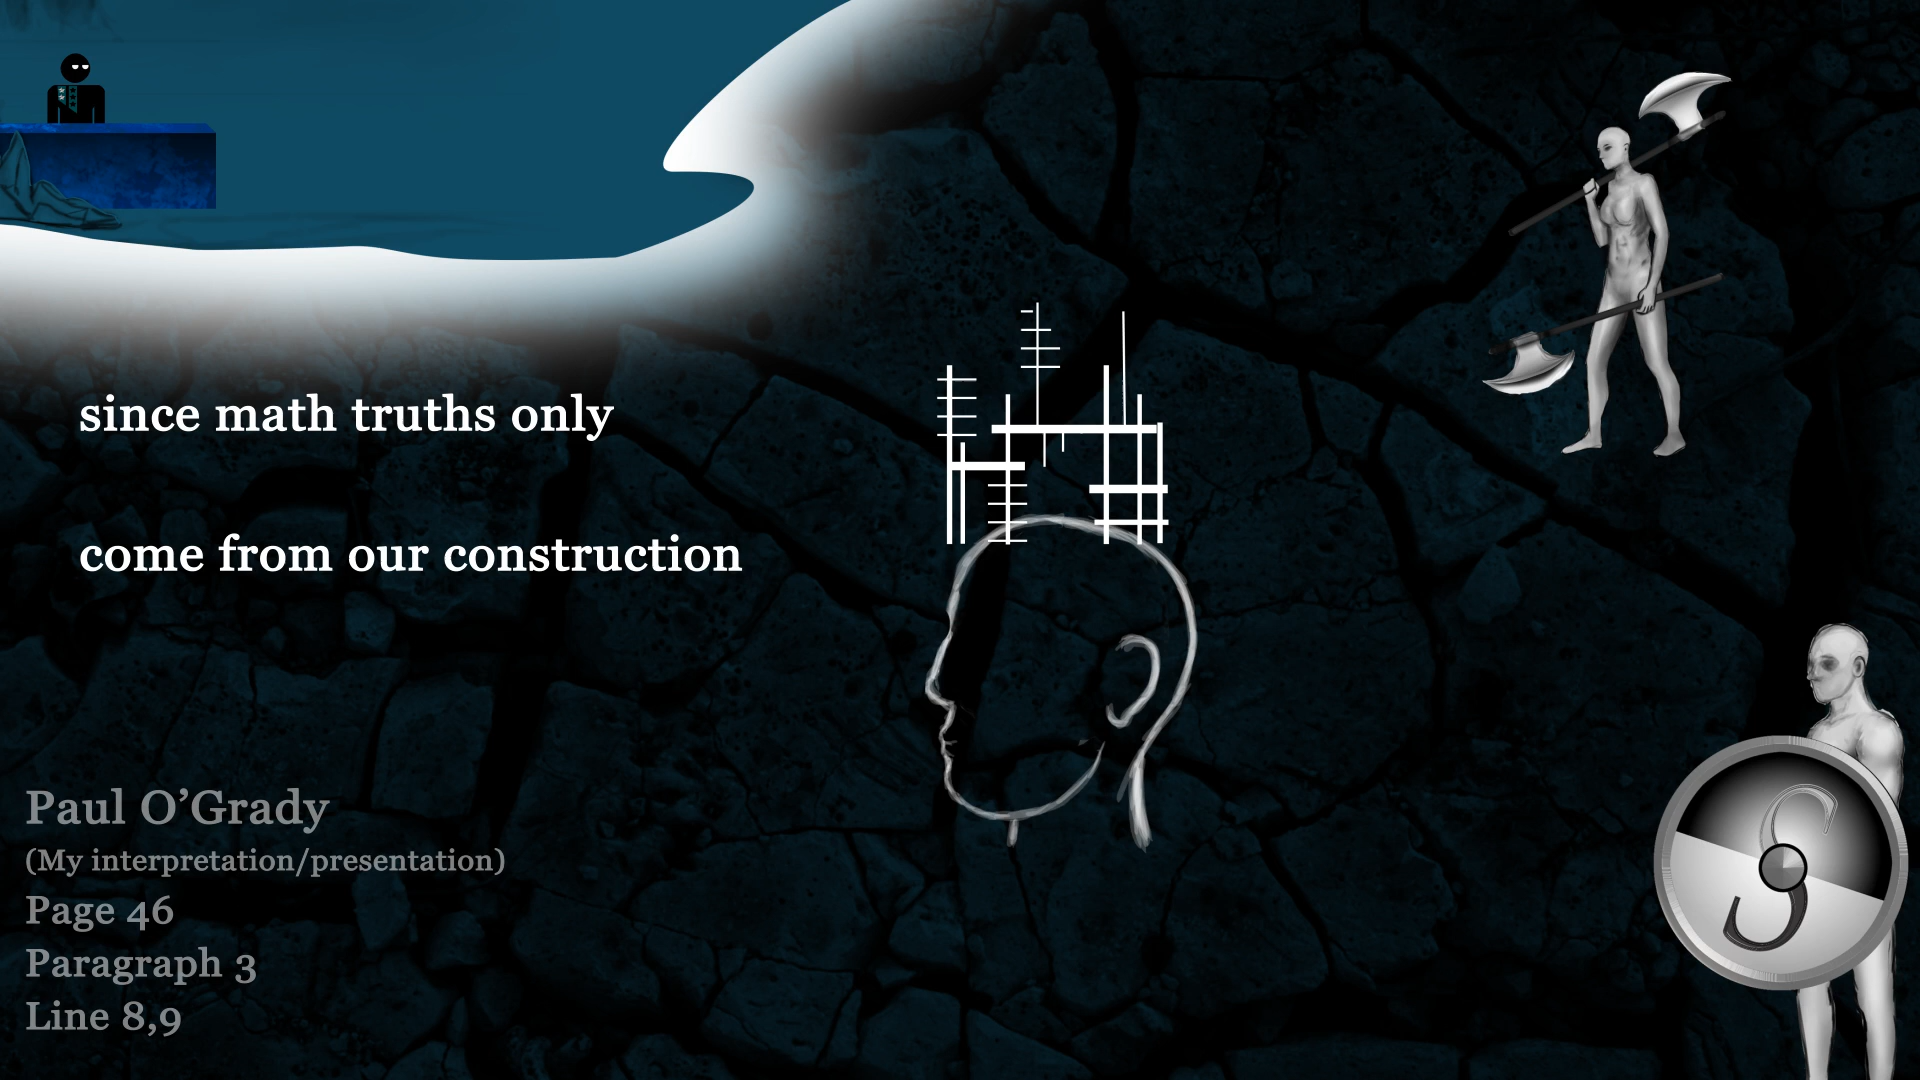 since math truths only
come from our construction
Paul O’Grady
(My interpretation/presentation)
Page 46
Paragraph 3
Line 8,9
S